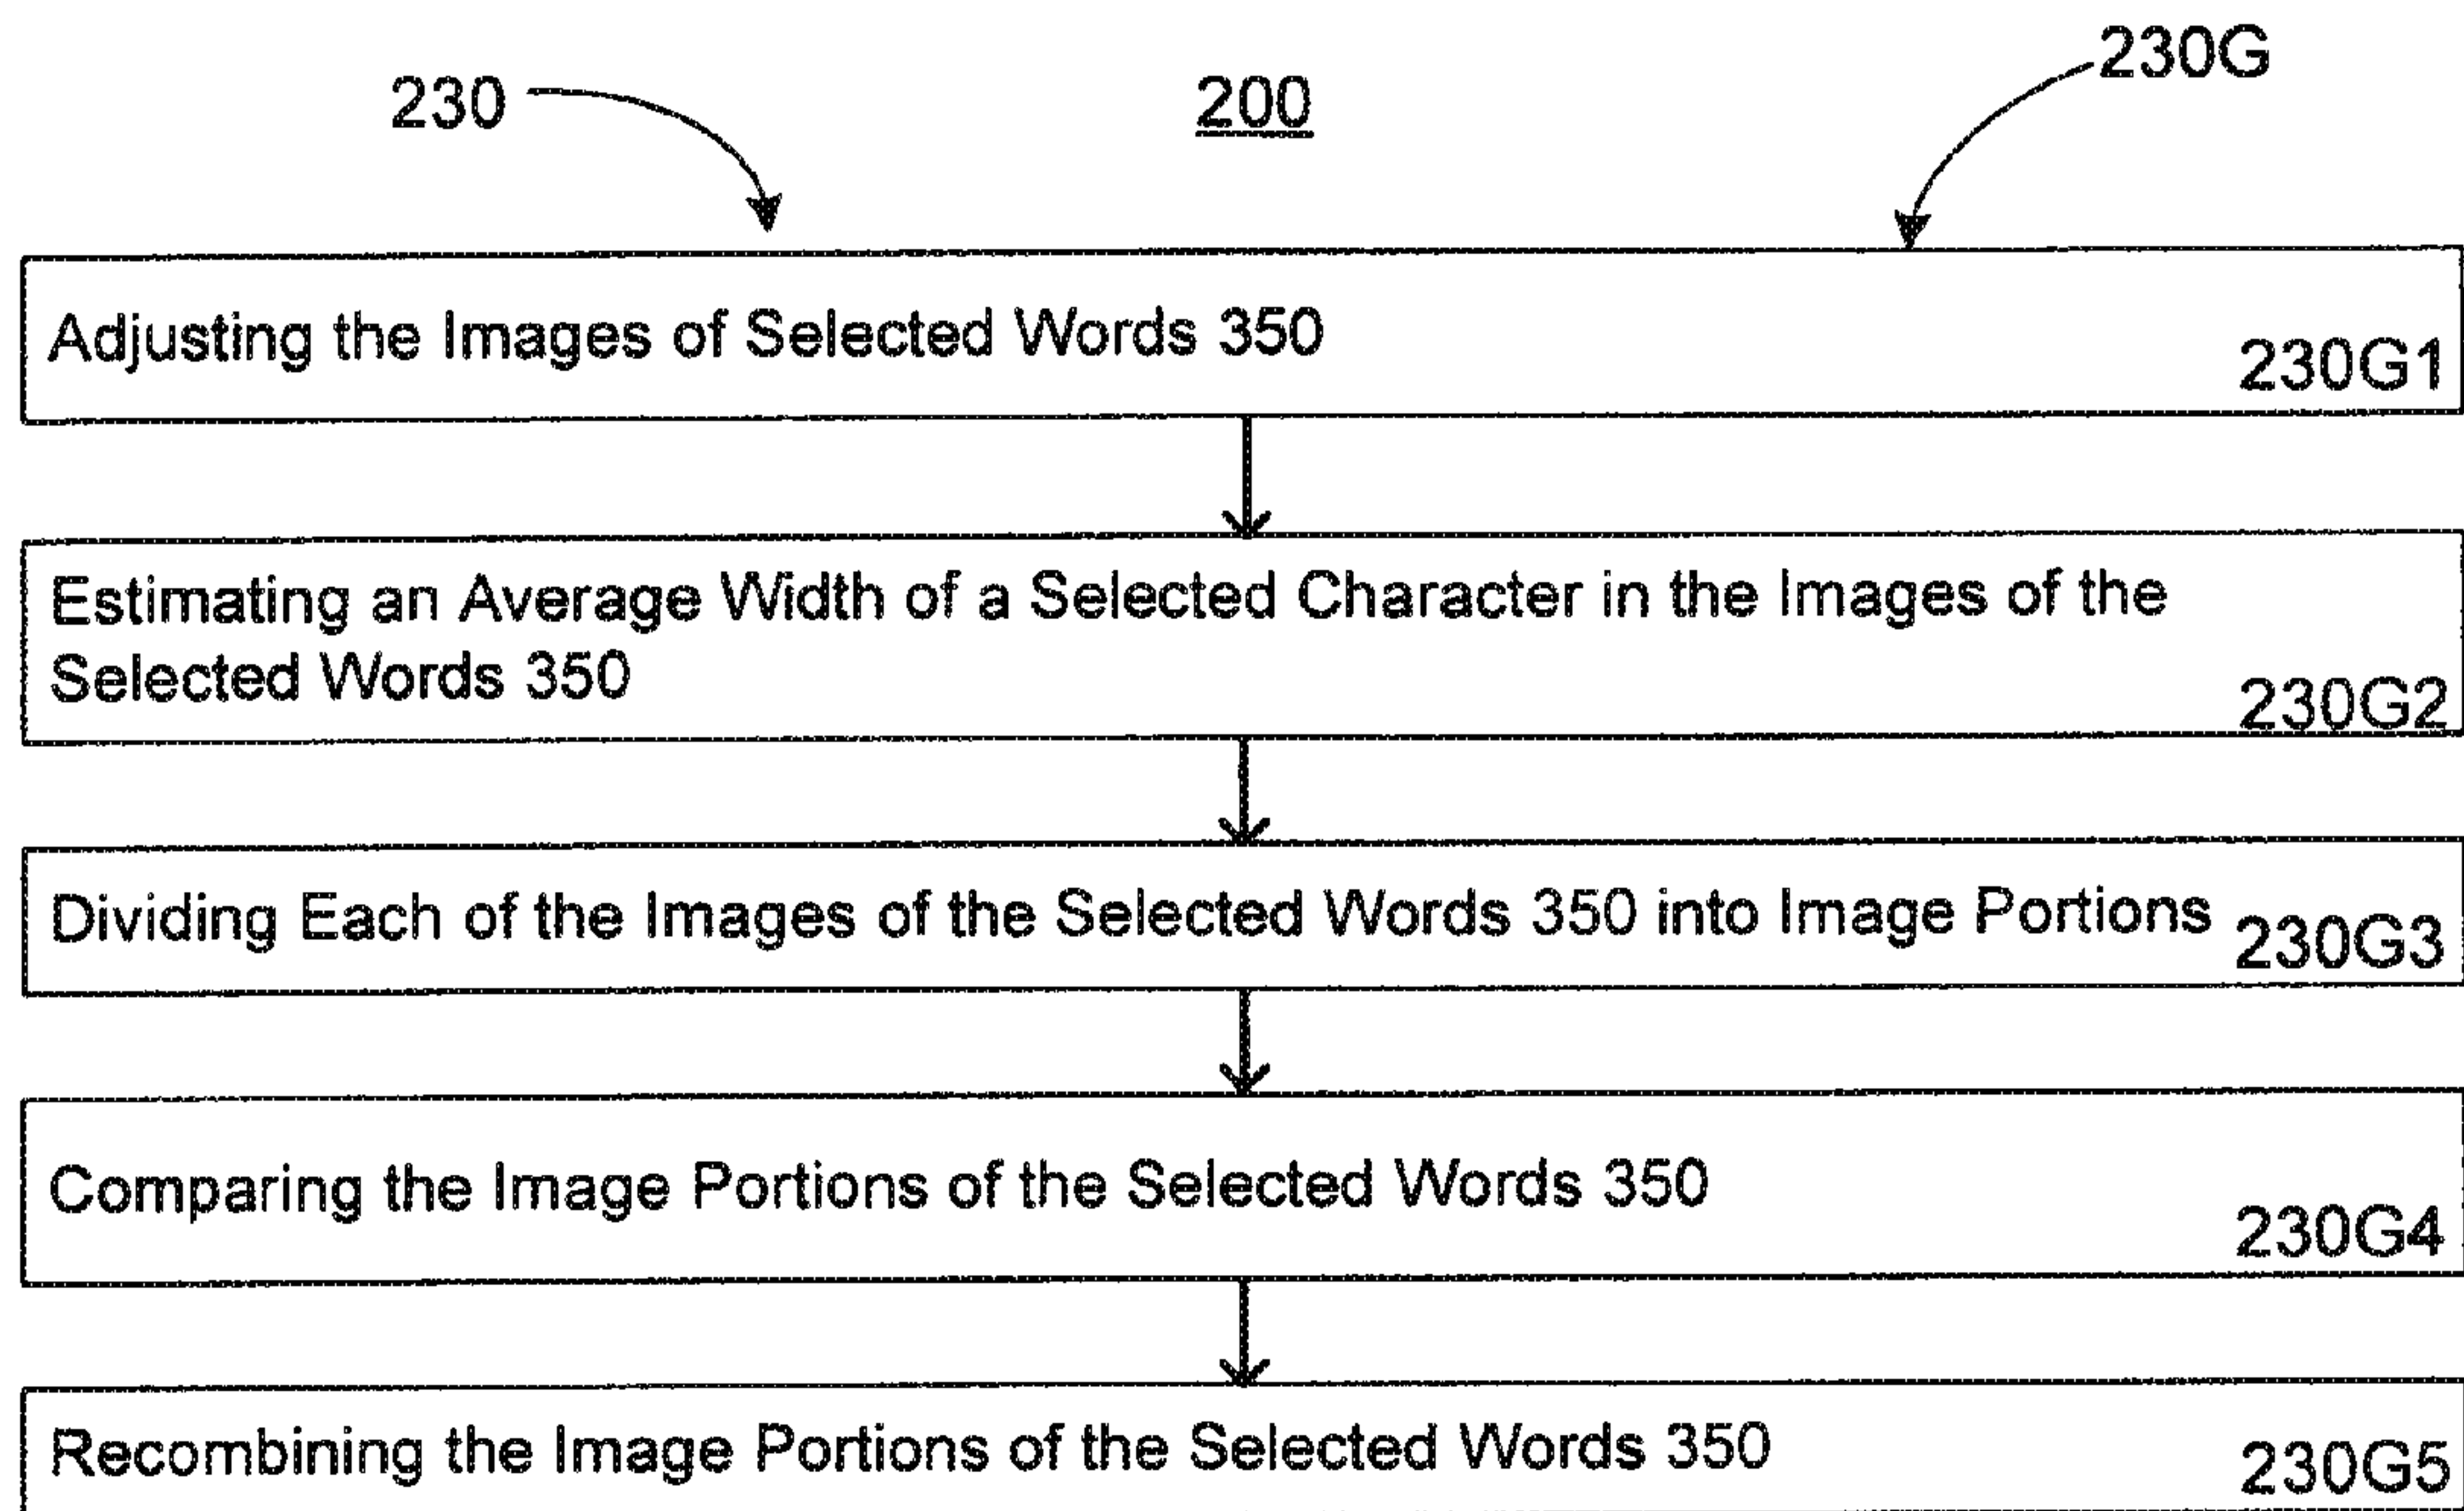 230
200
230G
Adjusting the Images of Selected Words 350
230G1
Estimating an Average Width of a Selected Character in the Images of the
Selected Words 350
230G2
Dividing Each of the Images of the Selected Words 350 into Image Portions
230G3
Comparing the Image Portions of the Selected Words 350
230G4
Recombining the Image Portions of the Selected Words 350
230G5